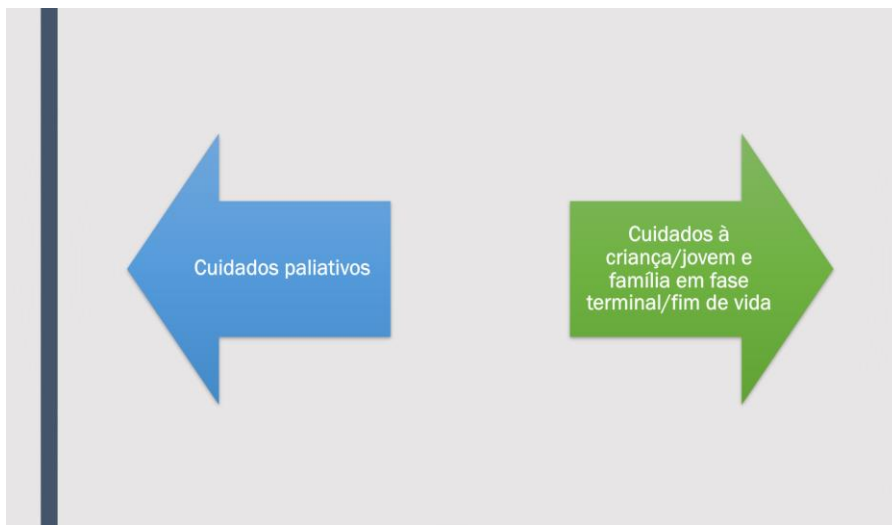 Cuidados paliativos
Cuidados à
criança/jovem e
família em fase
terminal/fim de vida